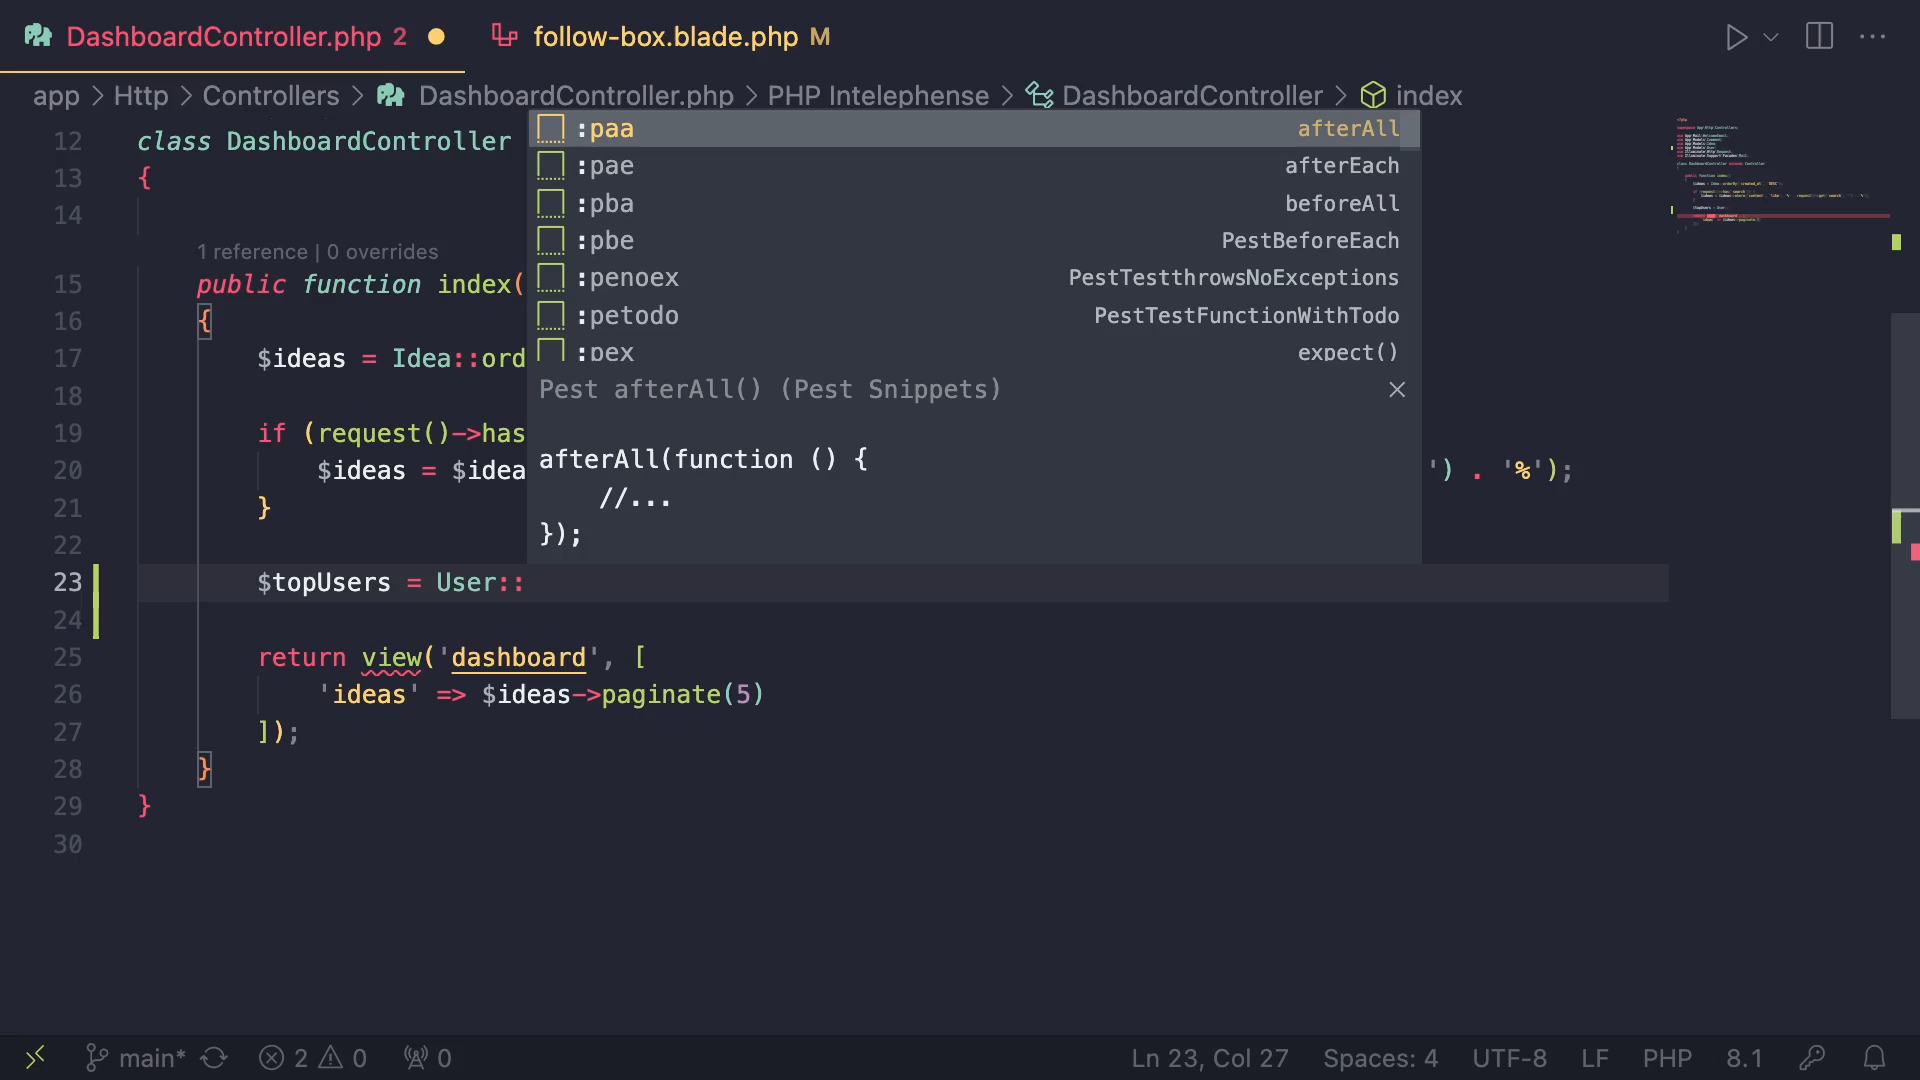 DashboardController.php 2
follow-box.blade.php M
app > Http > Controllers > DashboardController.php > PHP Intelephense > DashboardController > index
12 class DashboardController
13 {
14
1 reference | 0 overrides
15 public function index(
16 {
17 $ideas = Idea::ord
18
19 if (request()->has
20 $ideas = $idea ') . '%');
21 }
22
23 $topUsers = User::
24
25 return view('dashboard', [
26 'ideas' => $ideas->paginate(5)
27 ]);
28 }
29 }
30
:paa afterAll
:pae afterEach
:pba beforeAll
:pbe PestBeforeEach
:penoex PestTestthrowsNoExceptions
:petodo PestTestFunctionWithTodo
:pex expect()
Pest afterAll() (Pest Snippets)
afterAll(function () {
//...
});
main* 2 0 0 Ln 23, Col 27 Spaces: 4 UTF-8 LF PHP 8.1